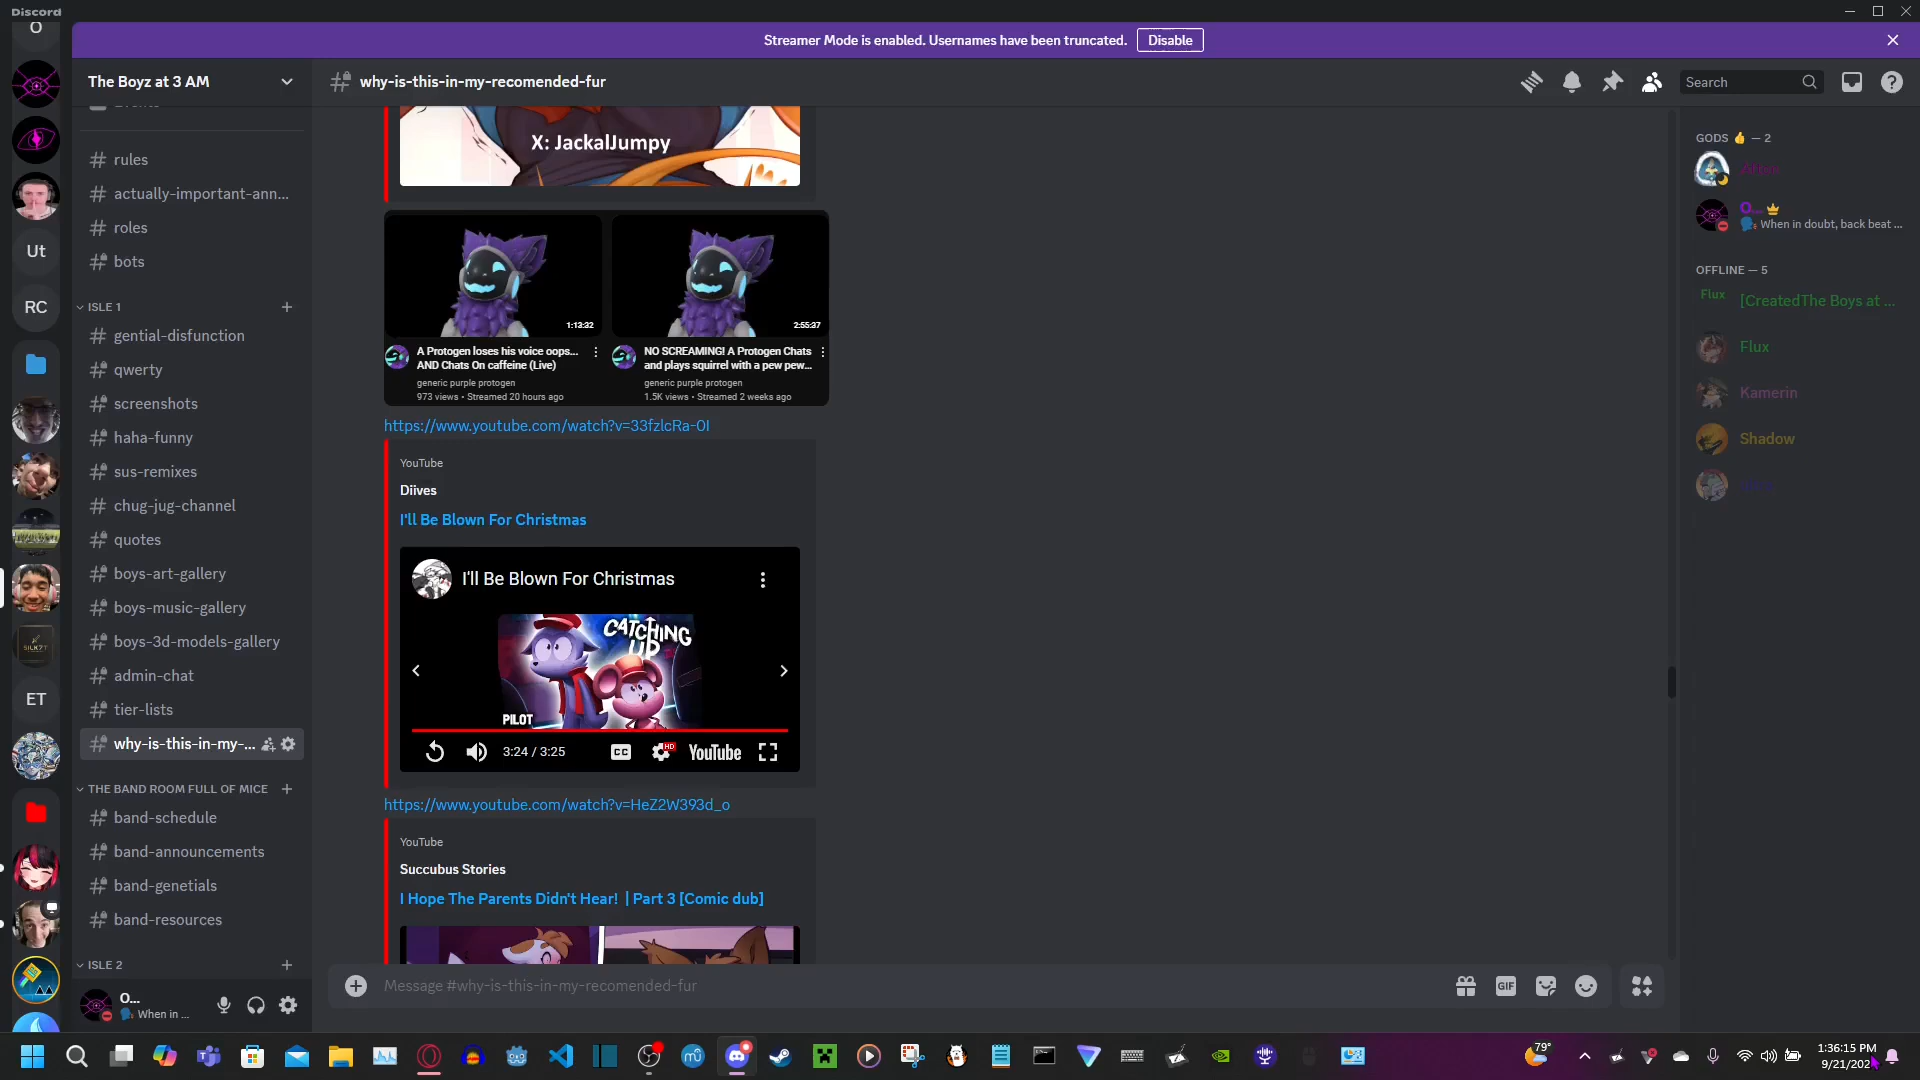 Discord
Streamer Mode is enabled. Usernames have been truncated.
Disable
O
Ut
RC
ET
SILK7T
The Boyz at 3 AM
rules
actually-important-ann...
roles
bots
ISLE 1
gential-disfunction
qwerty
screenshots
haha-funny
sus-remixes
chug-jug-channel
quotes
boys-art-gallery
boys-music-gallery
boys-3d-models-gallery
admin-chat
tier-lists
why-is-this-in-my-...
THE BAND ROOM FULL OF MICE
band-schedule
band-announcements
band-genetials
band-resources
ISLE 2
O...
When in ...
why-is-this-in-my-recomended-fur
Search
X: JackalJumpy
1:13:32
A Protogen loses his voice oops...
AND Chats On caffeine (Live)
generic purple protogen
973 views • Streamed 20 hours ago
2:55:37
NO SCREAMING! A Protogen Chats
and plays squirrel with a pew pew...
generic purple protogen
1.5K views • Streamed 2 weeks ago
https://www.youtube.com/watch?v=33fzlcRa-0I
YouTube
Diives
I'll Be Blown For Christmas
I'll Be Blown For Christmas
CATCHING
UP
PILOT
3:24 / 3:25
CC
HD
YouTube
https://www.youtube.com/watch?v=HeZ2W393d_o
YouTube
Succubus Stories
I Hope The Parents Didn't Hear! | Part 3 [Comic dub]
Message #why-is-this-in-my-recomended-fur
GIF
GODS 👍 — 2
O...
When in doubt, back beat ...
OFFLINE — 5
Flux
[CreatedThe Boys at ...
Flux
Kamerin
Shadow
79°
1:36:15 PM
9/21/202